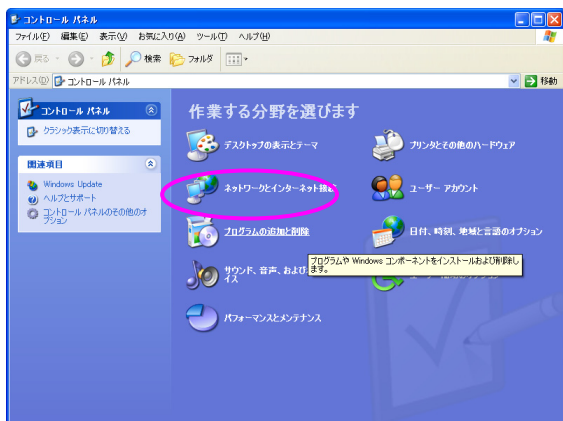 コントロール パネル
ファイル(F) 編集(E) 表示(V) お気に入り(A) ツール(T) ヘルプ(H)
戻る 検索 フォルダ
アドレス(D) コントロール パネル 移動
コントロール パネル
クラシック表示に切り替える
関連項目
Windows Update
ヘルプとサポート
コントロール パネルのその他のオ
プション
作業する分野を選びます
デスクトップの表示とテーマ
プリンタとその他のハードウェア
ネットワークとインターネット接続
ユーザー アカウント
プログラムの追加と削除
日付、時刻、地域と言語のオプション
プログラムや Windows コンポーネントをインストールおよび削除し
ます。
サウンド、音声、および
イス
パフォーマンスとメンテナンス